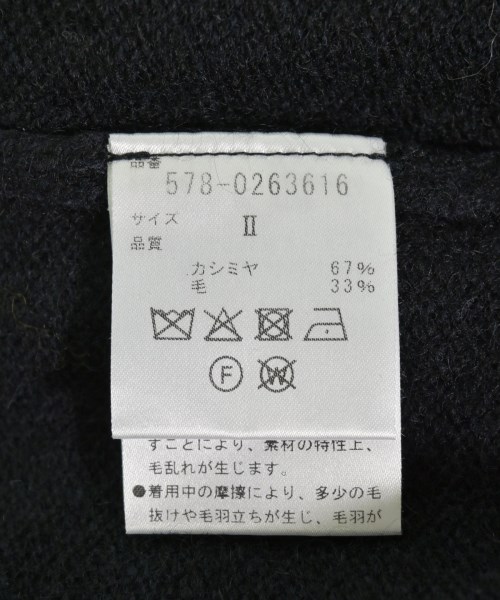 品番
578-0263616
サイズ II
品質
カシミヤ 67%
毛 33%
F W
すことにより、素材の特性上、
毛乱れが生じます。
●着用中の摩擦により、多少の毛
抜けや毛羽立ちが生じ、毛羽が